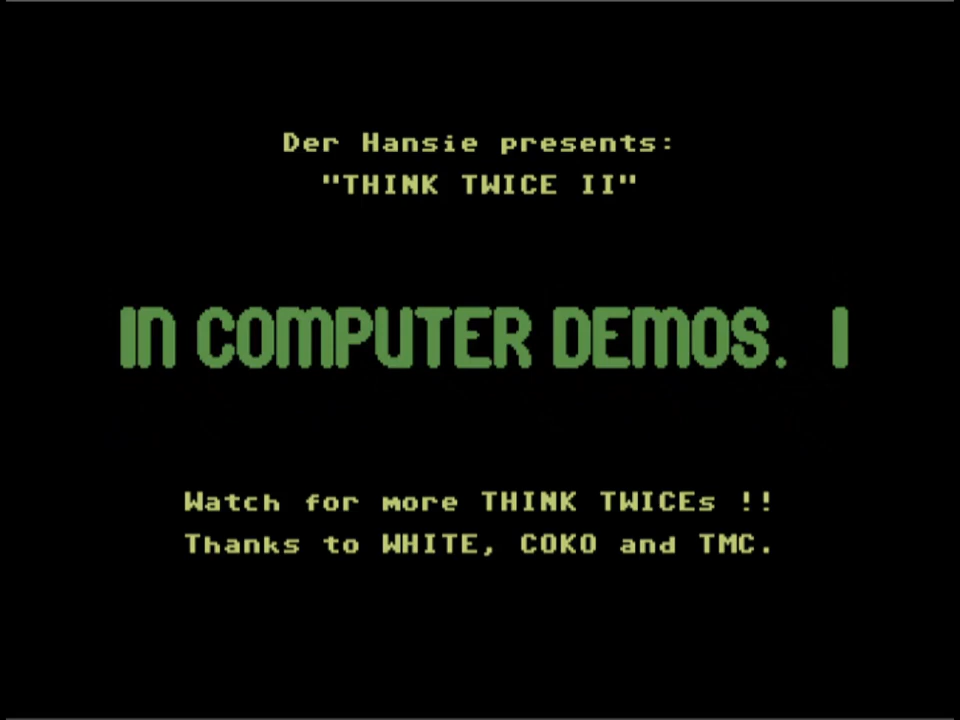 Der Hansie presents:
"THINK TWICE II"
IN COMPUTER DEMOS.  I
Watch for more THINK TWICEs !!
Thanks to WHITE, COKO and TMC.